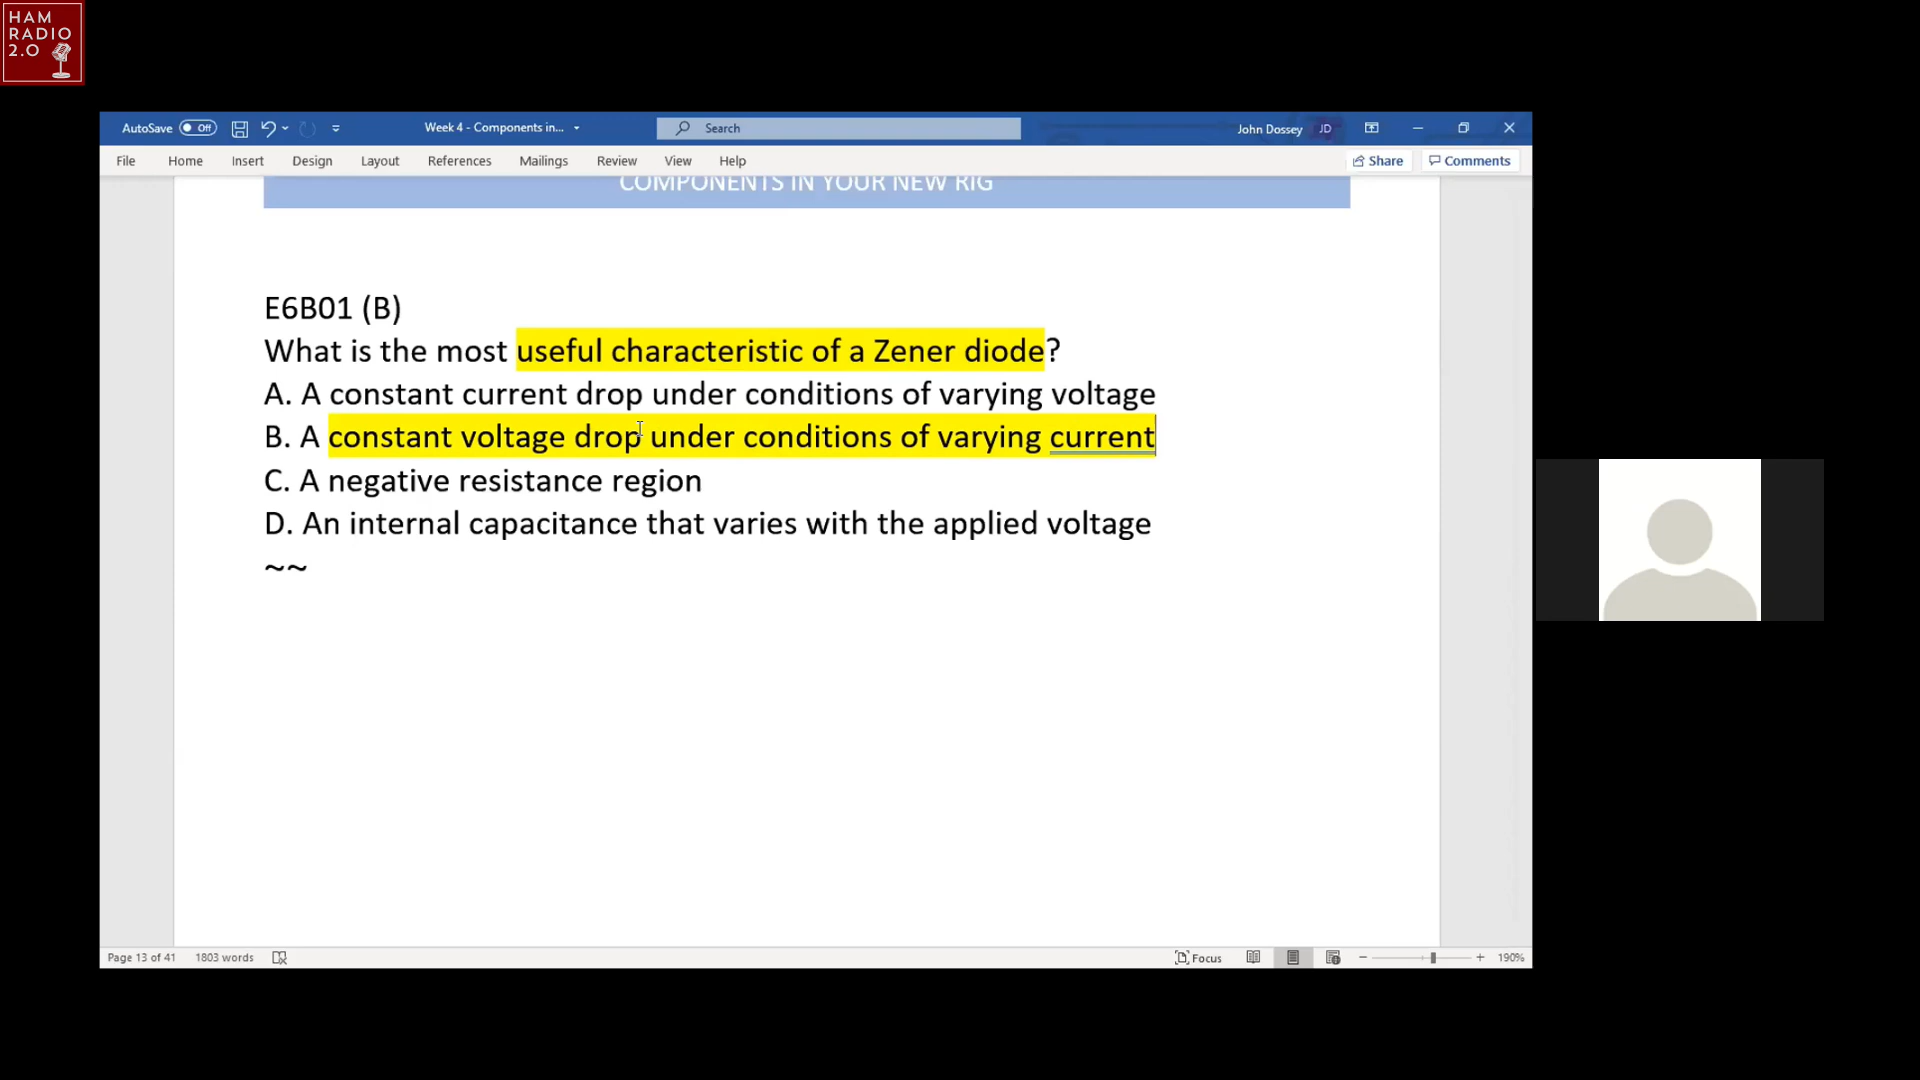 HAM
RADIO
2.0
AutoSave Off
Week 4 - Components in...
Search
John Dossey JD
File Home Insert Design Layout References Mailings Review View Help
Share Comments
COMPONENTS IN YOUR NEW RIG
E6B01 (B)
What is the most useful characteristic of a Zener diode?
A. A constant current drop under conditions of varying voltage
B. A constant voltage drop under conditions of varying current
C. A negative resistance region
D. An internal capacitance that varies with the applied voltage
~~
Page 13 of 41 1803 words
Focus
190%